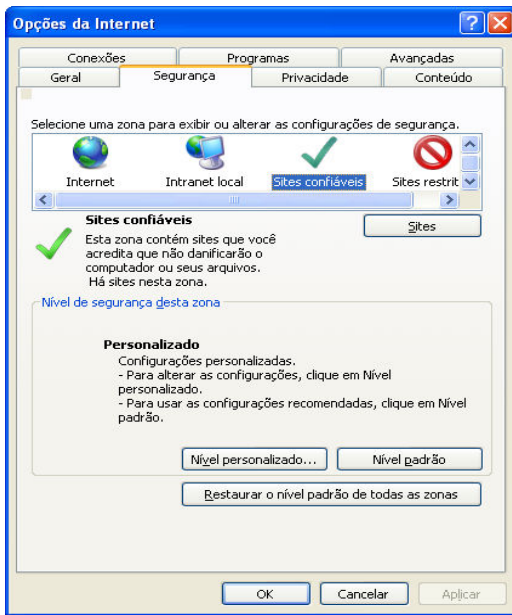 Opções da Internet
Conexões Programas Avançadas
Geral Segurança Privacidade Conteúdo
Selecione uma zona para exibir ou alterar as configurações de segurança.
Internet Intranet local Sites confiáveis Sites restrit
Sites confiáveis
Sites
Esta zona contém sites que você
acredita que não danificarão o
computador ou seus arquivos.
Há sites nesta zona.
Nível de segurança desta zona
Personalizado
Configurações personalizadas.
- Para alterar as configurações, clique em Nível
personalizado.
- Para usar as configurações recomendadas, clique em Nível
padrão.
Nível personalizado... Nível padrão
Restaurar o nível padrão de todas as zonas
OK Cancelar Aplicar